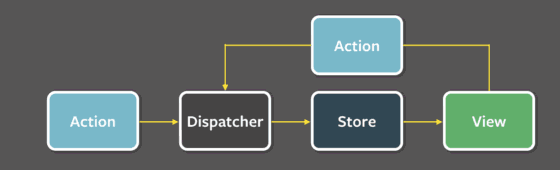 Action
Action
Dispatcher
Store
View